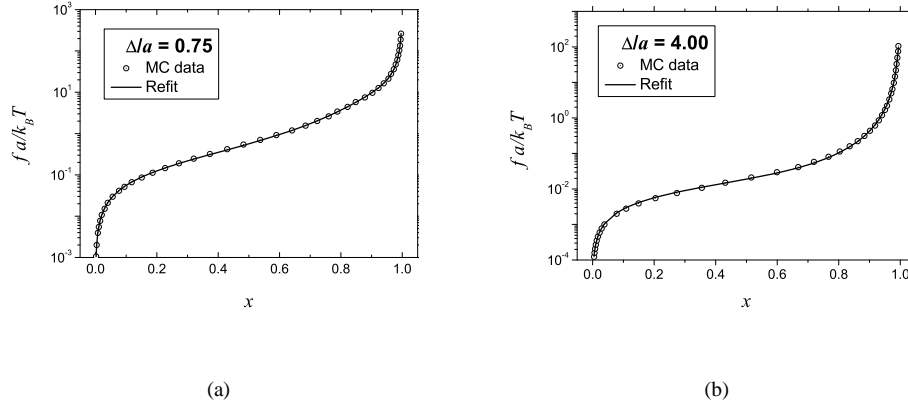 10³
10¹
10⁻¹
10⁻³
f a/k_B T
Δ/a = 0.75
MC data
Refit
0.0 0.2 0.4 0.6 0.8 1.0
x
(a)
10²
10⁰
10⁻²
10⁻⁴
f a/k_B T
Δ/a = 4.00
MC data
Refit
0.0 0.2 0.4 0.6 0.8 1.0
x
(b)